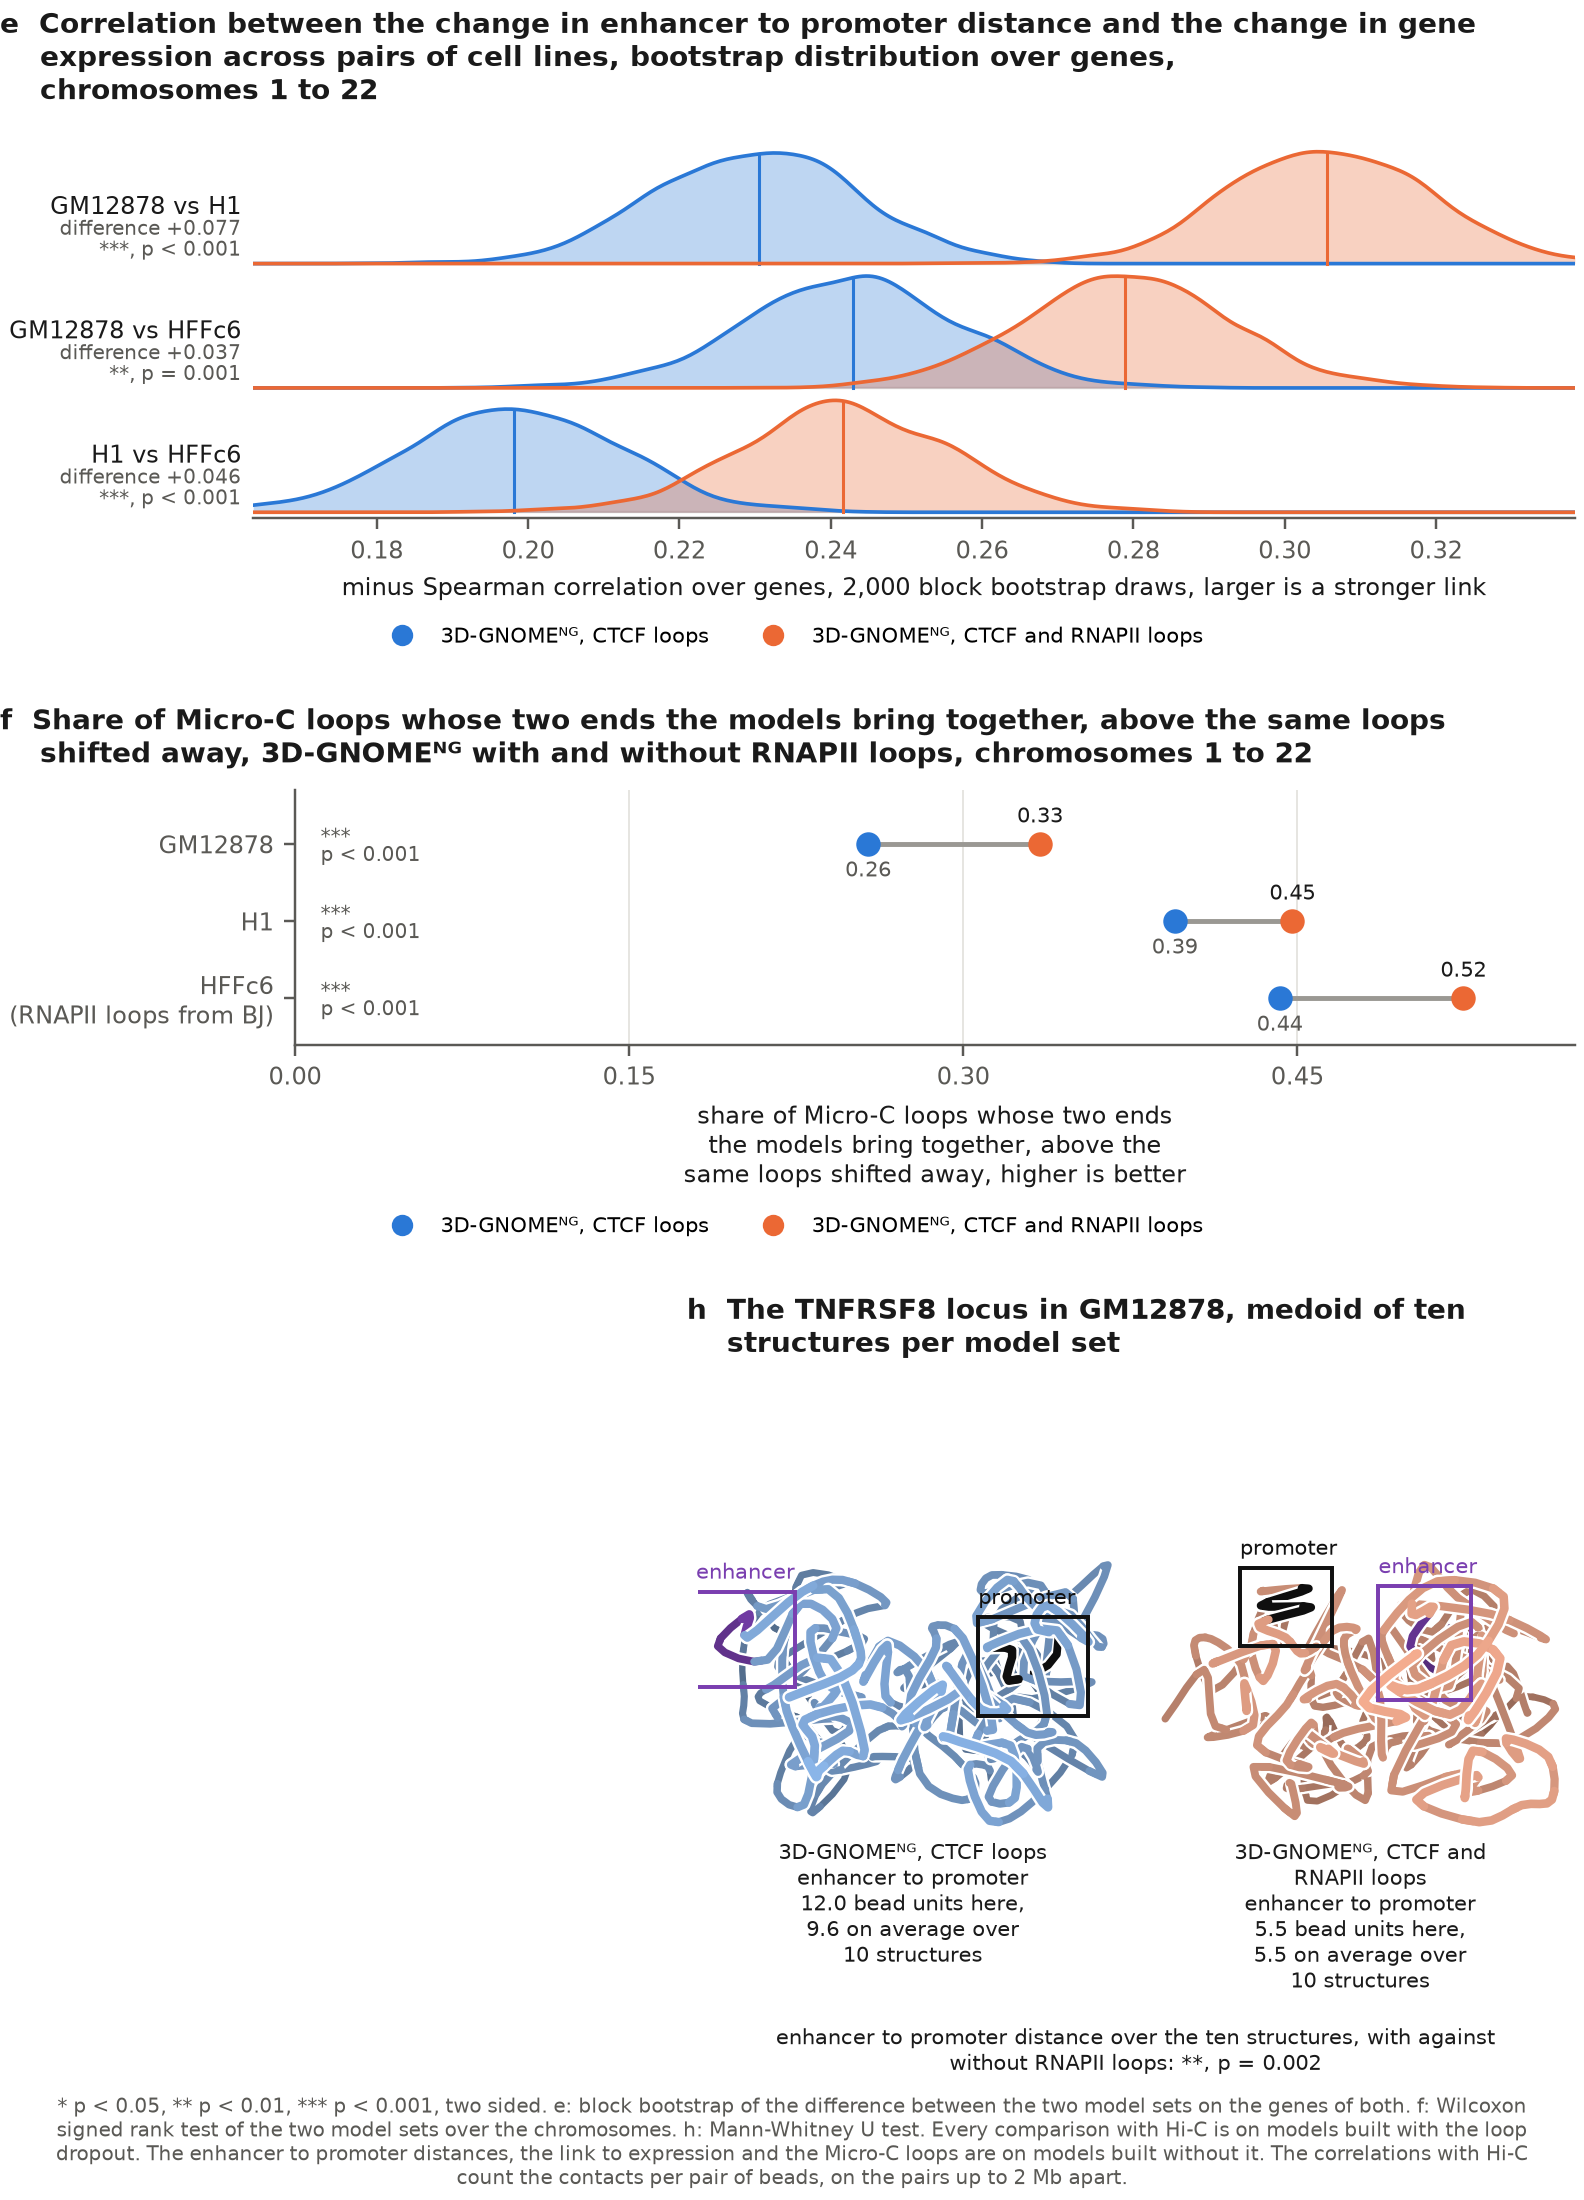 e Correlation between the change in enhancer to promoter distance and the change in gene
expression across pairs of cell lines, bootstrap distribution over genes,
chromosomes 1 to 22
GM12878 vs H1
difference +0.077
***, p < 0.001
GM12878 vs HFFc6
difference +0.037
**, p = 0.001
H1 vs HFFc6
difference +0.046
***, p < 0.001
0.18 0.20 0.22 0.24 0.26 0.28 0.30 0.32
minus Spearman correlation over genes, 2,000 block bootstrap draws, larger is a stronger link
3D-GNOMEᴺᴳ, CTCF loops 3D-GNOMEᴺᴳ, CTCF and RNAPII loops
f Share of Micro-C loops whose two ends the models bring together, above the same loops
shifted away, 3D-GNOMEᴺᴳ with and without RNAPII loops, chromosomes 1 to 22
GM12878
***
p < 0.001
0.33
0.26
H1
***
p < 0.001
0.45
0.39
HFFc6
(RNAPII loops from BJ)
***
p < 0.001
0.52
0.44
0.00 0.15 0.30 0.45
share of Micro-C loops whose two ends
the models bring together, above the
same loops shifted away, higher is better
3D-GNOMEᴺᴳ, CTCF loops 3D-GNOMEᴺᴳ, CTCF and RNAPII loops
h The TNFRSF8 locus in GM12878, medoid of ten
structures per model set
enhancer
promoter
promoter
enhancer
3D-GNOMEᴺᴳ, CTCF loops
enhancer to promoter
12.0 bead units here,
9.6 on average over
10 structures
3D-GNOMEᴺᴳ, CTCF and
RNAPII loops
enhancer to promoter
5.5 bead units here,
5.5 on average over
10 structures
enhancer to promoter distance over the ten structures, with against
without RNAPII loops: **, p = 0.002
* p < 0.05, ** p < 0.01, *** p < 0.001, two sided. e: block bootstrap of the difference between the two model sets on the genes of both. f: Wilcoxon
signed rank test of the two model sets over the chromosomes. h: Mann-Whitney U test. Every comparison with Hi-C is on models built with the loop
dropout. The enhancer to promoter distances, the link to expression and the Micro-C loops are on models built without it. The correlations with Hi-C
count the contacts per pair of beads, on the pairs up to 2 Mb apart.